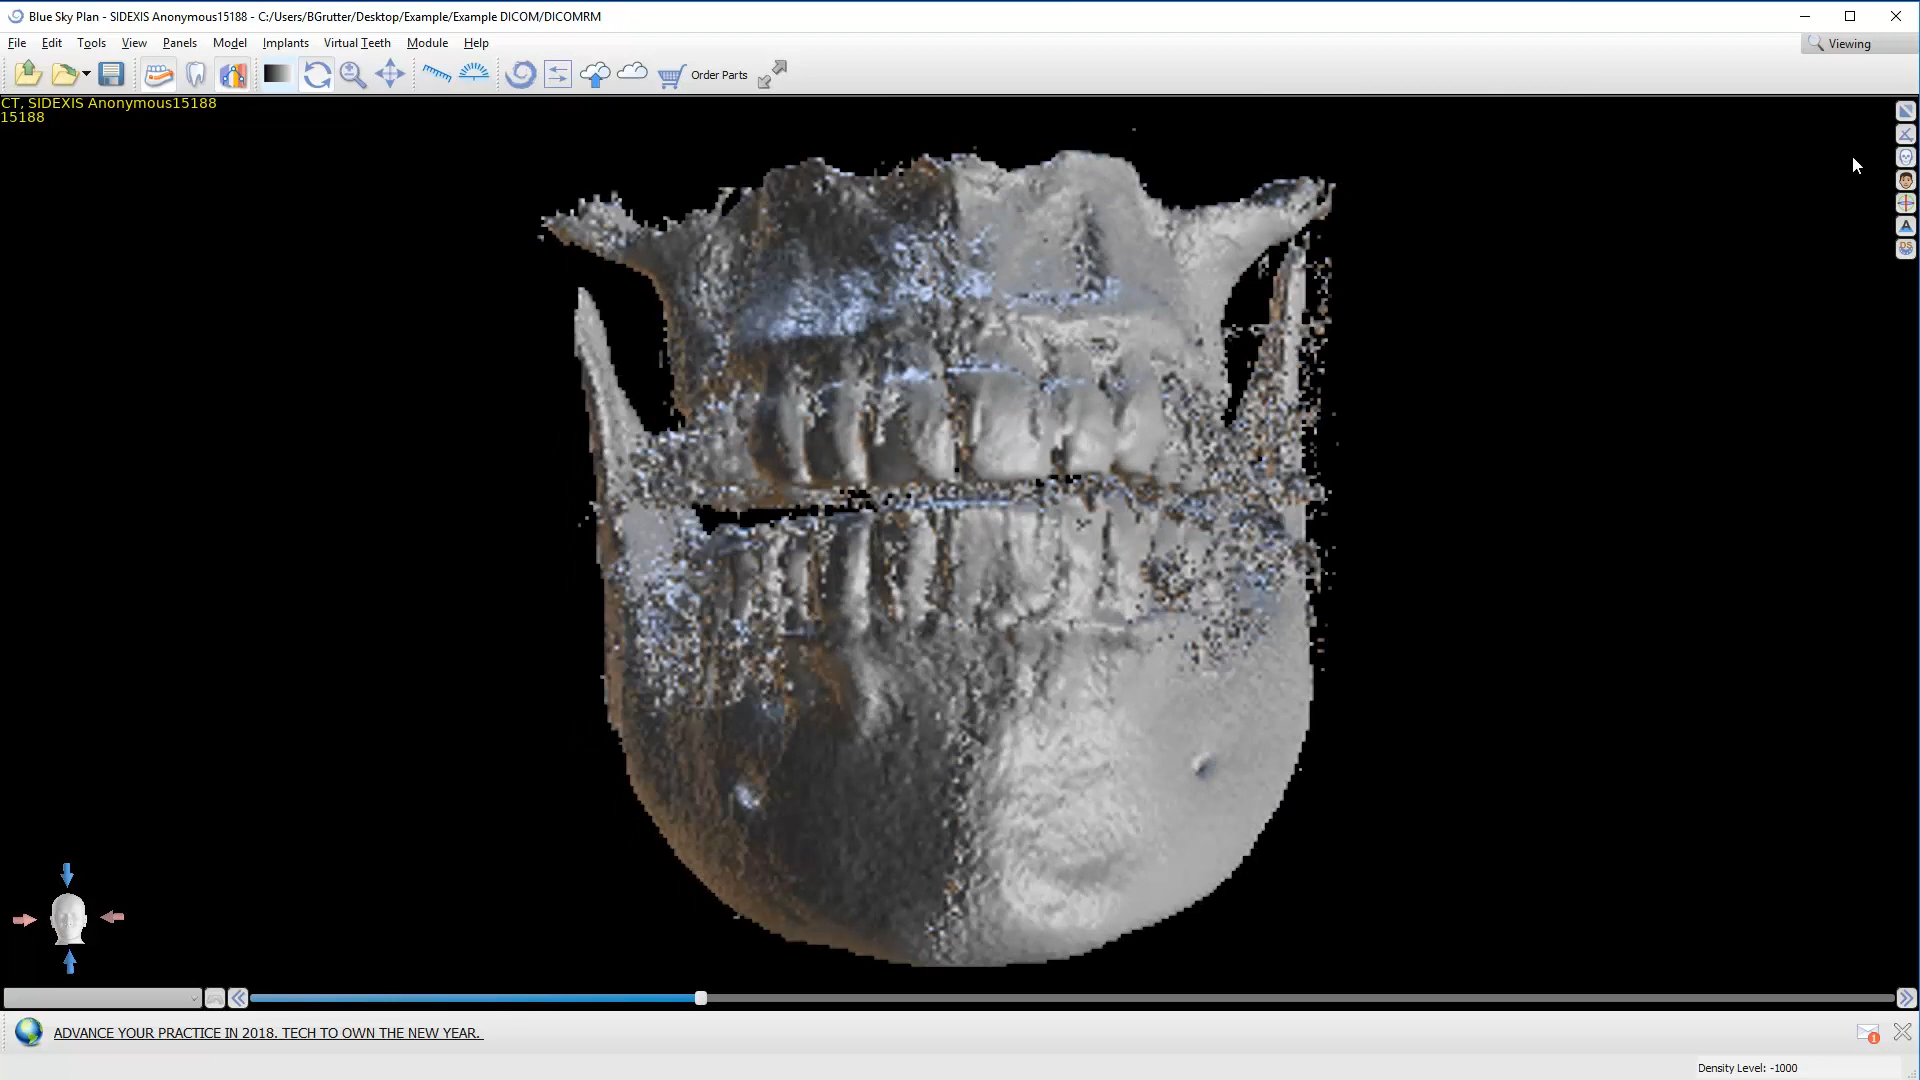 Blue Sky Plan - SIDEXIS Anonymous15188 - C:/Users/BGrutter/Desktop/Example/Example DICOM/DICOMRM
File Edit Tools View Panels Model Implants Virtual Teeth Module Help
Viewing
Order Parts
CT, SIDEXIS Anonymous15188
15188
A
DS
ADVANCE YOUR PRACTICE IN 2018. TECH TO OWN THE NEW YEAR.
1
Density Level: -1000